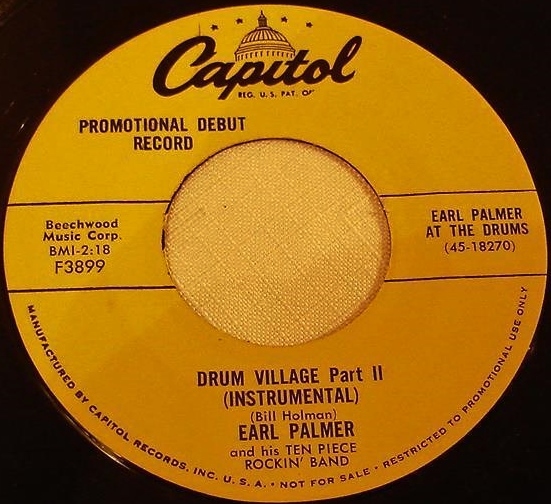 Capitol
REG. U. S. PAT. OF
PROMOTIONAL DEBUT
RECORD
Beechwood
Music Corp.
BMI-2:18
F3899
EARL PALMER
AT THE DRUMS
(45-18270)
DRUM VILLAGE Part II
(INSTRUMENTAL)
(Bill Holman)
EARL PALMER
and his TEN PIECE
ROCKIN' BAND
MANUFACTURED BY CAPITOL RECORDS, INC. U. S. A. • NOT FOR SALE • RESTRICTED TO PROMOTIONAL USE ONLY